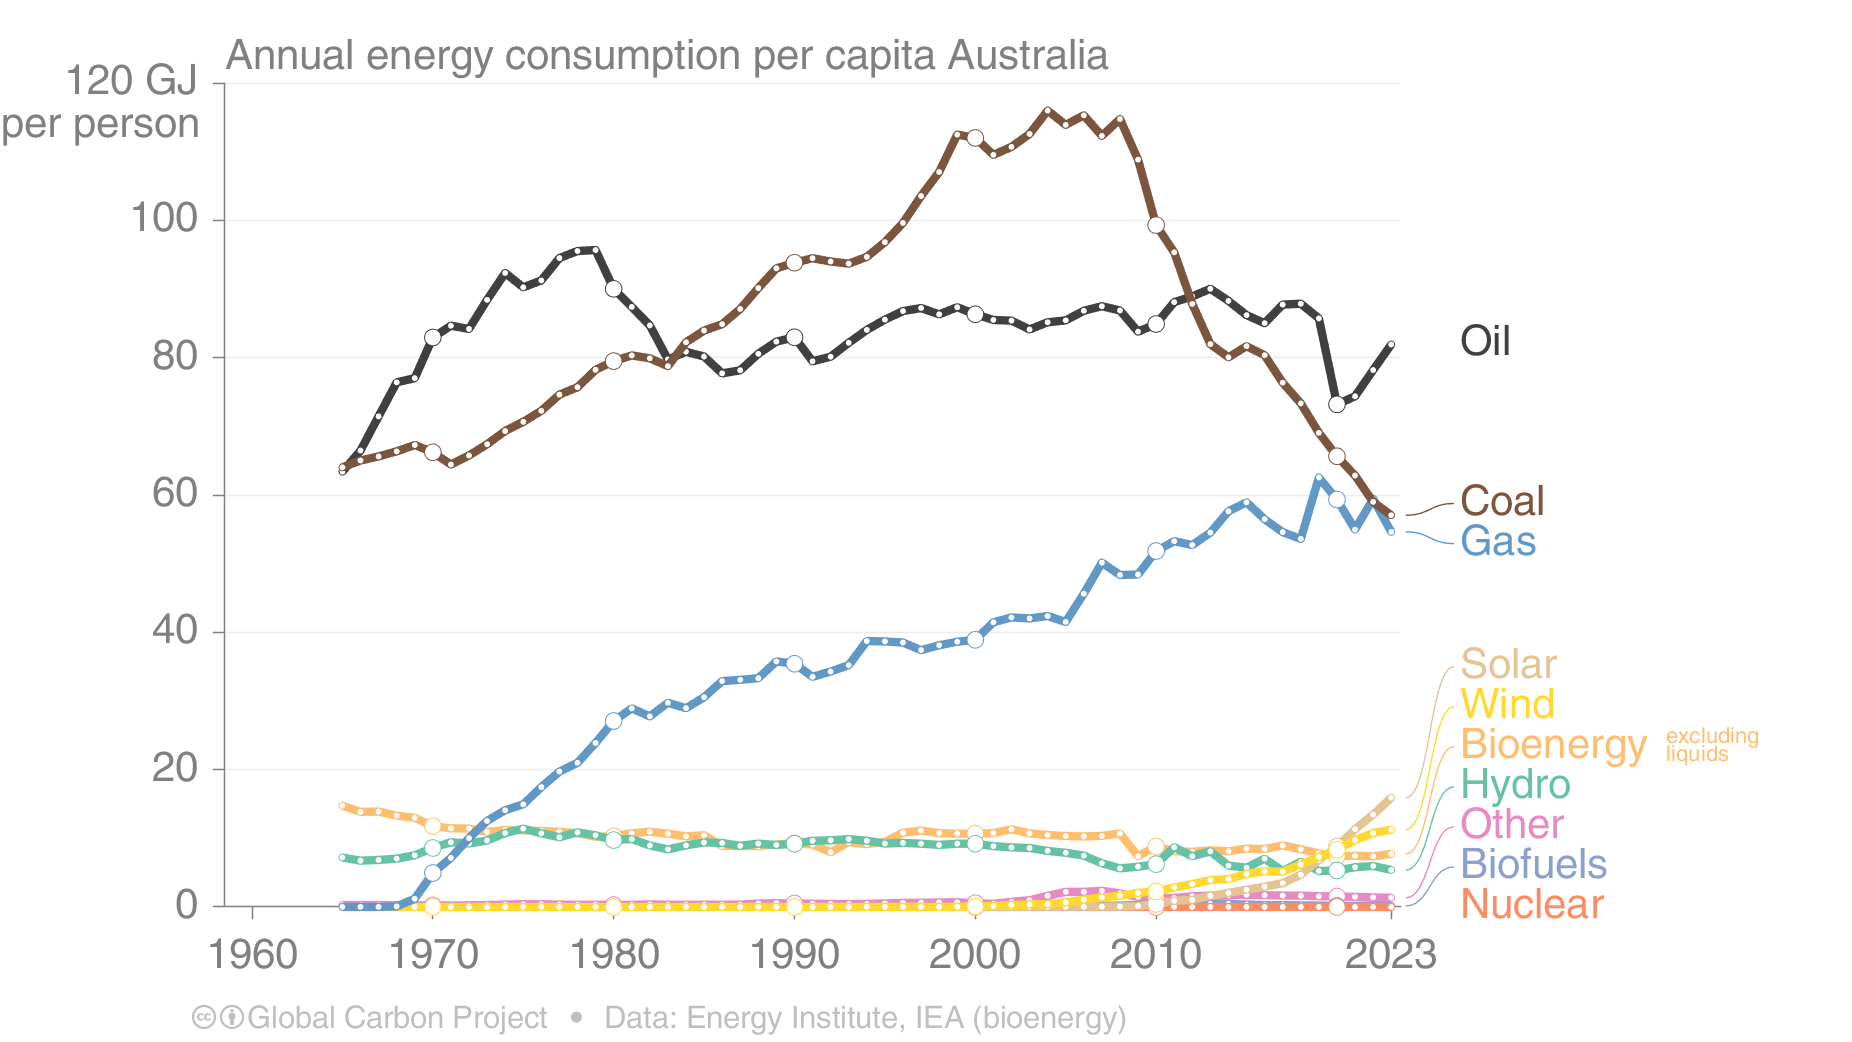 Annual energy consumption per capita Australia
120 GJ
per person
100
80
60
40
20
0
1960 1970 1980 1990 2000 2010 2023
Oil
Coal
Gas
Solar
Wind
Bioenergy excluding
liquids
Hydro
Other
Biofuels
Nuclear
cc Global Carbon Project • Data: Energy Institute, IEA (bioenergy)